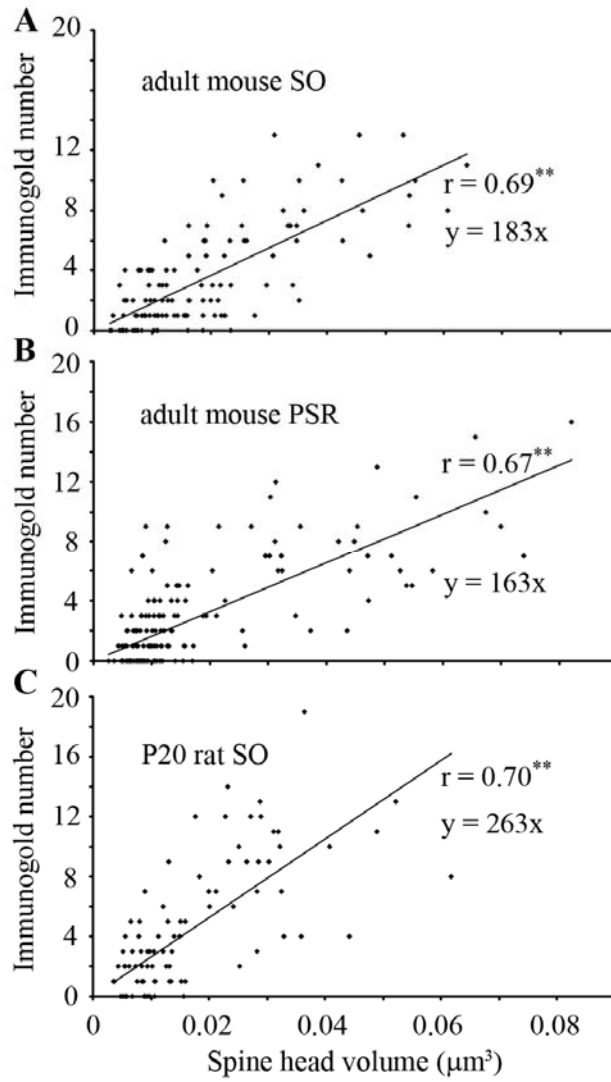 A
20
16
12
8
4
0
Immunogold number
adult mouse SO
r = 0.69**
y = 183x
B
20
16
12
8
4
0
Immunogold number
adult mouse PSR
r = 0.67**
y = 163x
C
20
16
12
8
4
0
Immunogold number
P20 rat SO
r = 0.70**
y = 263x
0 0.02 0.04 0.06 0.08
Spine head volume (µm³)